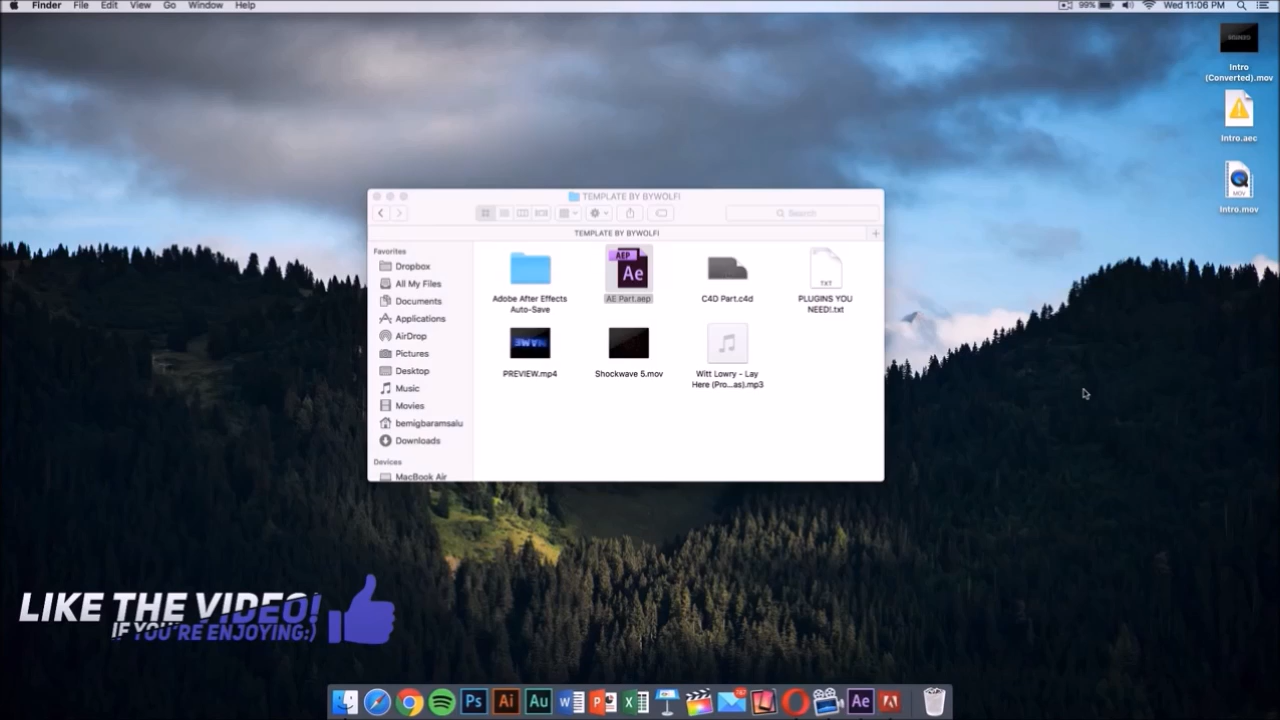 Finder File Edit View Go Window Help
99% Wed 11:06 PM
Intro
(Converted).mov
Intro.aec
MOV
Intro.mov
TEMPLATE BY BYWOLFI
Search
TEMPLATE BY BYWOLFI
Favorites
Dropbox
All My Files
Documents
Applications
AirDrop
Pictures
Desktop
Music
Movies
bemigbaramsalu
Downloads
Devices
MacBook Air
AEP
Ae
TXT
Adobe After Effects
Auto-Save
AE Part.aep
C4D Part.c4d
PLUGINS YOU
NEED!.txt
NAME
PREVIEW.mp4
Shockwave 5.mov
Witt Lowry - Lay
Here (Pro...as).mp3
LIKE THE VIDEO!
IF YOU'RE ENJOYING:)
Ps Ai Au W P X Ae